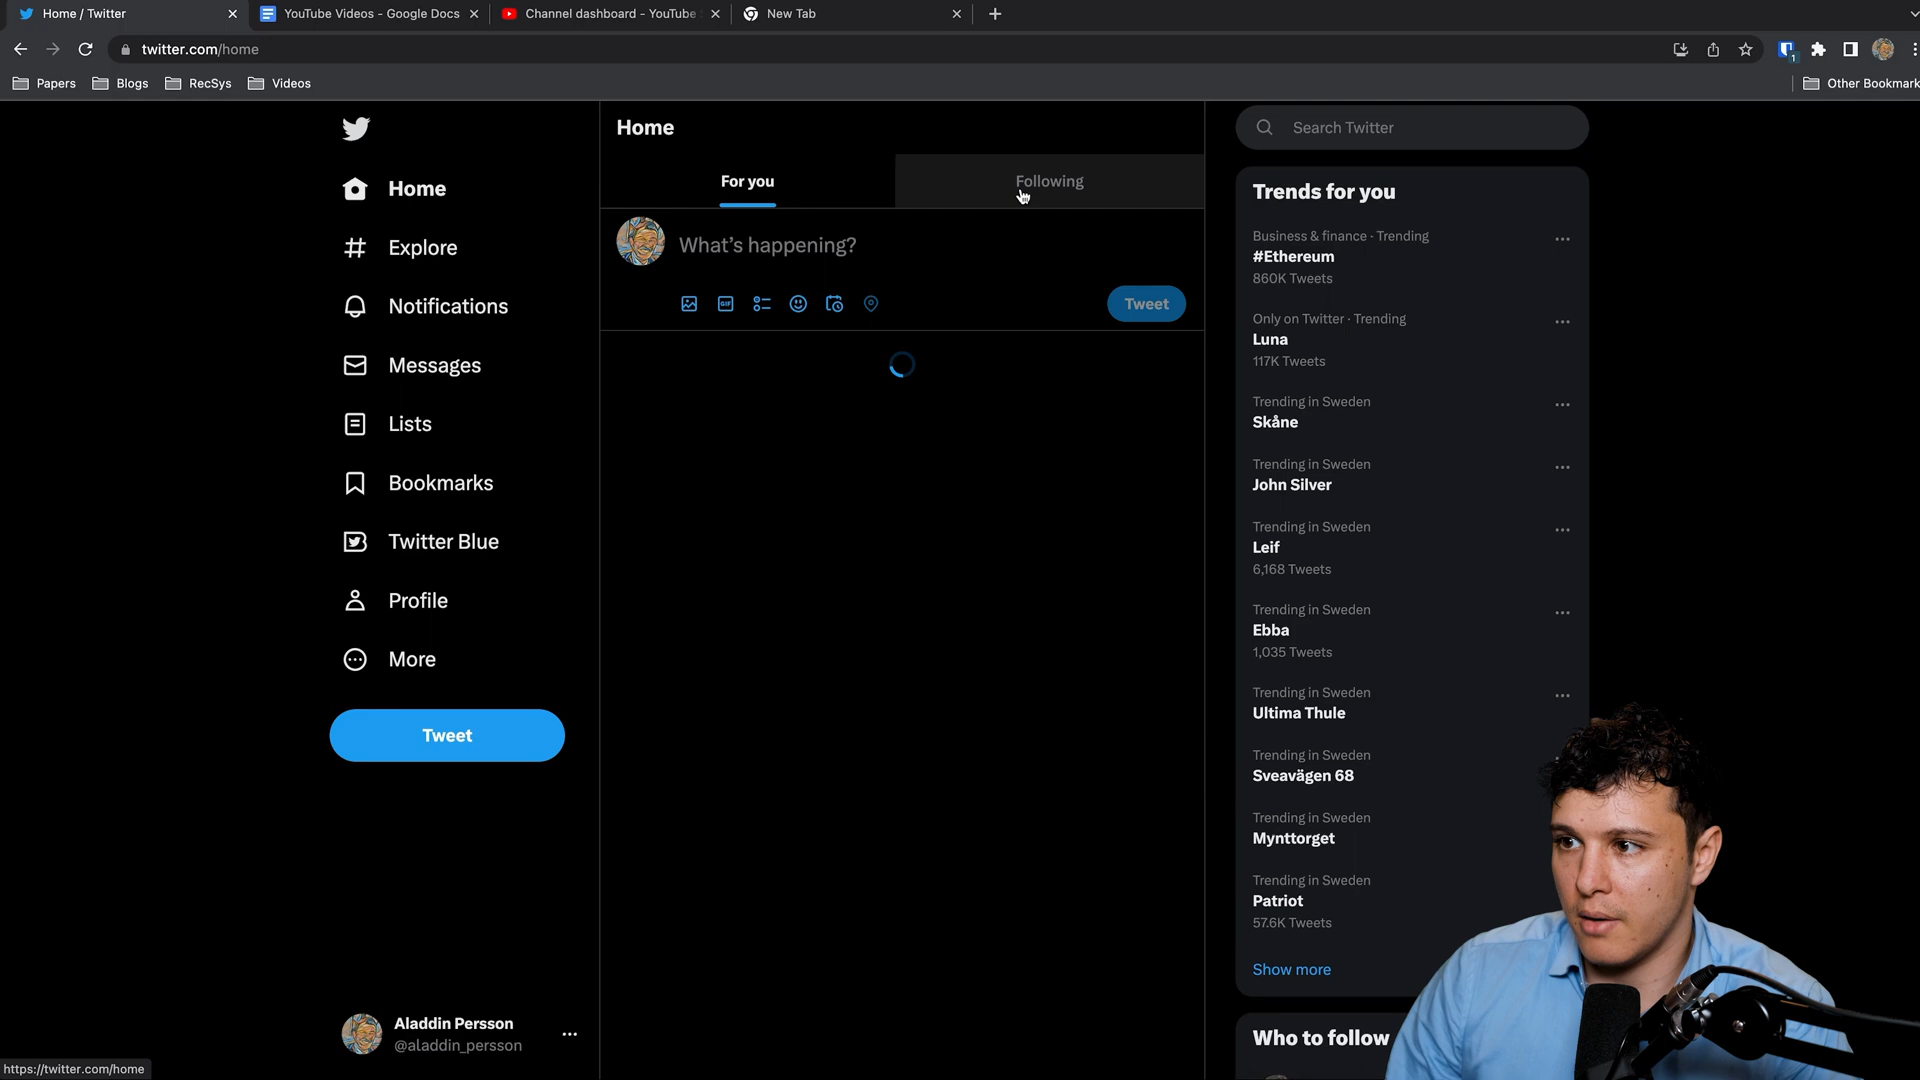 Home / Twitter
YouTube Videos - Google Docs
Channel dashboard - YouTube
New Tab
twitter.com/home
1
Papers
Blogs
RecSys
Videos
Other Bookmark
Home
Explore
Notifications
Messages
Lists
Bookmarks
Twitter Blue
Profile
More
Tweet
Aladdin Persson
@aladdin_persson
https://twitter.com/home
Home
For you
Following
What's happening?
GIF
Tweet
Search Twitter
Trends for you
Business & finance · Trending
#Ethereum
860K Tweets
Only on Twitter · Trending
Luna
117K Tweets
Trending in Sweden
Skåne
Trending in Sweden
John Silver
Trending in Sweden
Leif
6,168 Tweets
Trending in Sweden
Ebba
1,035 Tweets
Trending in Sweden
Ultima Thule
Trending in Sweden
Sveavägen 68
Trending in Sweden
Mynttorget
Trending in Sweden
Patriot
57.6K Tweets
Show more
Who to follow